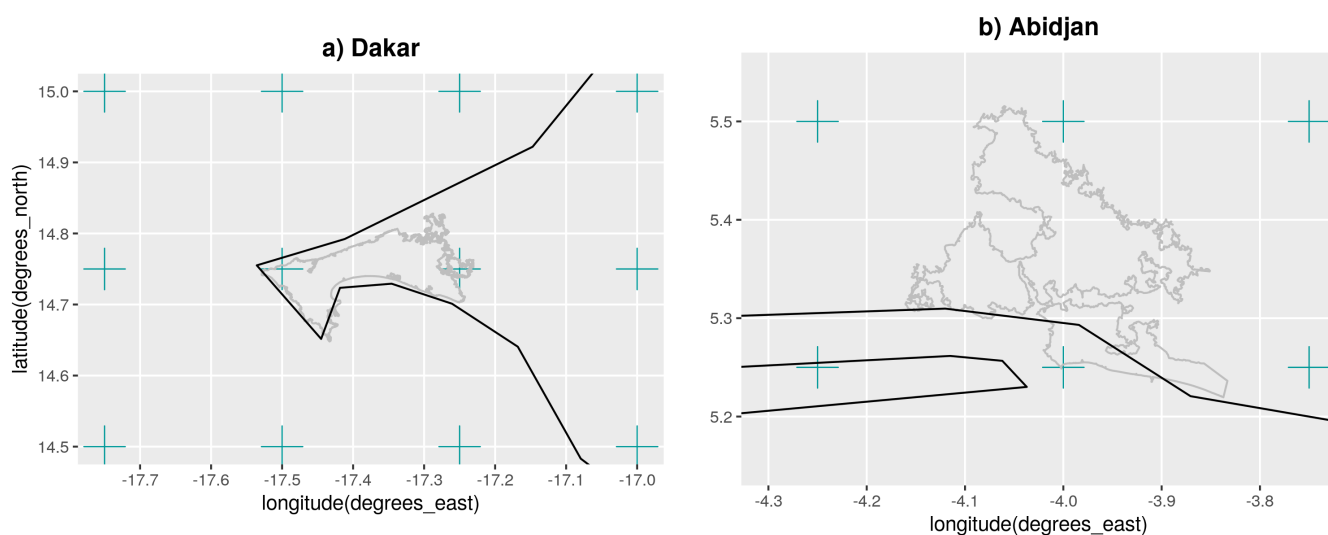 a) Dakar
15.0
14.9
14.8
14.7
14.6
14.5
latitude(degrees_north)
-17.7 -17.6 -17.5 -17.4 -17.3 -17.2 -17.1 -17.0
longitude(degrees_east)
b) Abidjan
5.5
5.4
5.3
5.2
-4.3 -4.2 -4.1 -4.0 -3.9 -3.8
longitude(degrees_east)